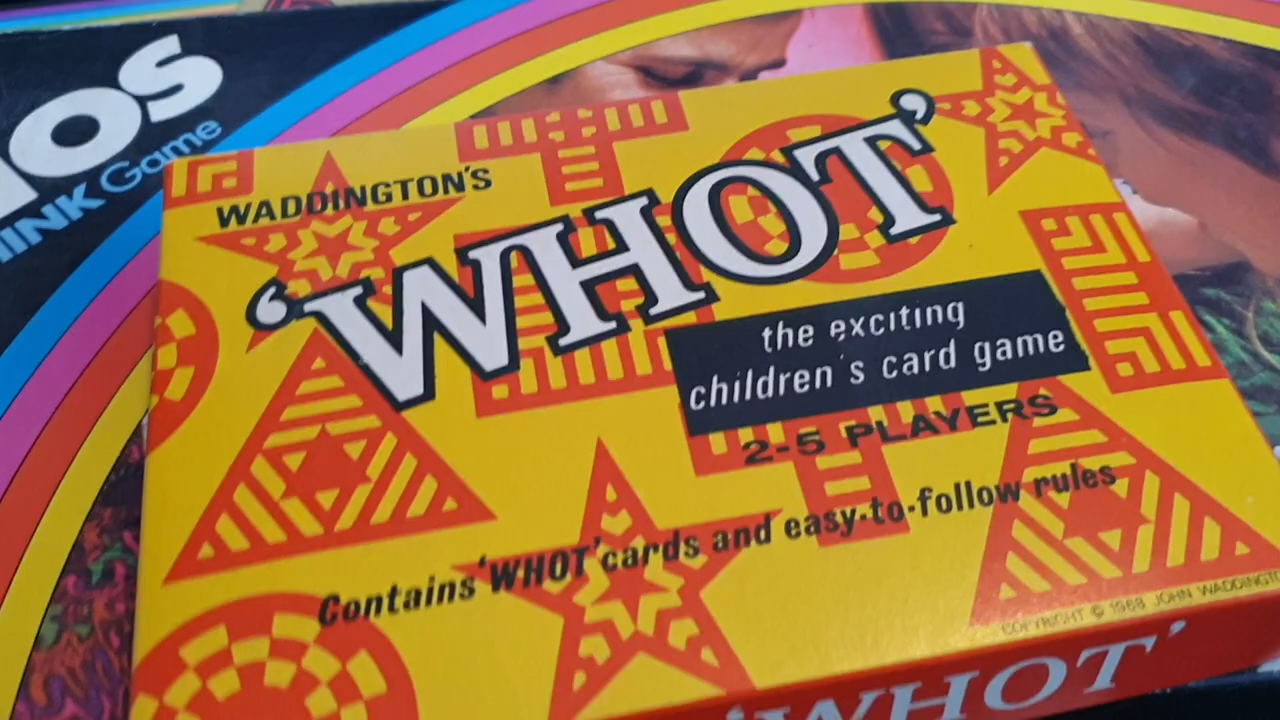 OS
INK Game
WADDINGTON'S
'WHOT'
the exciting
children's card game
2-5 PLAYERS
Contains 'WHOT' cards and easy-to-follow rules
COPYRIGHT © 1968 JOHN WADDINGTO
'WHOT'